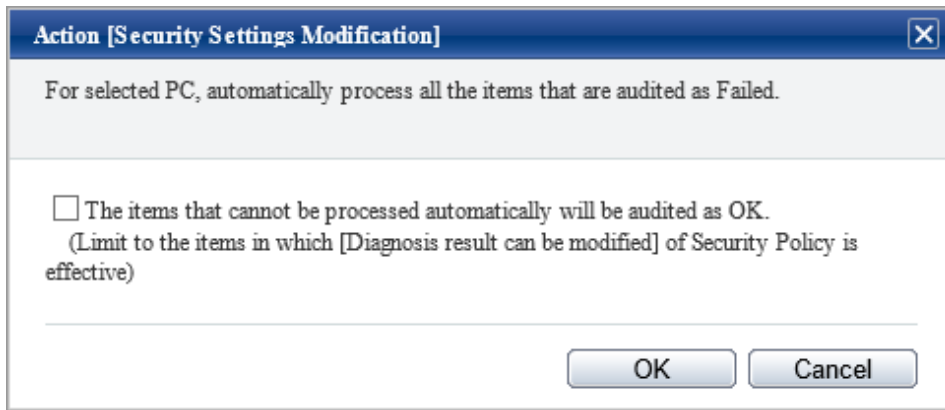 Action [Security Settings Modification]
For selected PC, automatically process all the items that are audited as Failed.
The items that cannot be processed automatically will be audited as OK.
(Limit to the items in which [Diagnosis result can be modified] of Security Policy is
effective)
OK
Cancel